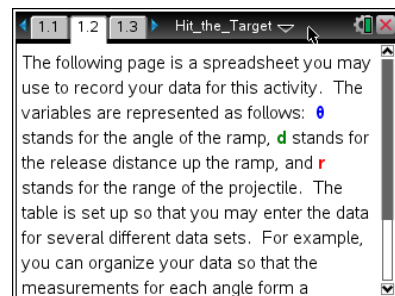 1.1 1.2 1.3 Hit_the_Target
The following page is a spreadsheet you may
use to record your data for this activity. The
variables are represented as follows: θ
stands for the angle of the ramp, d stands for
the release distance up the ramp, and r
stands for the range of the projectile. The
table is set up so that you may enter the data
for several different data sets. For example,
you can organize your data so that the
measurements for each angle form a